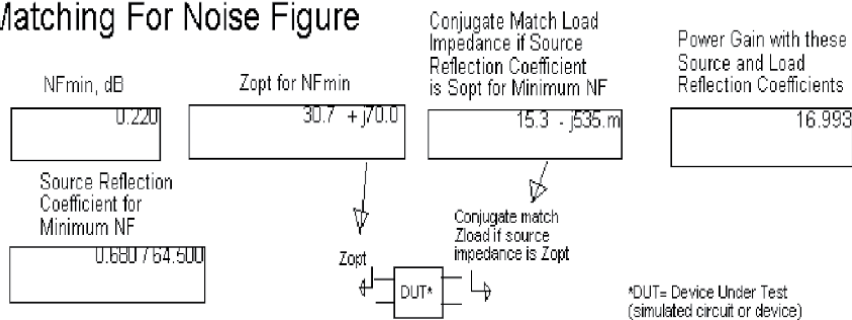 Matching For Noise Figure
NFmin, dB
0.220
Zopt for NFmin
30.7 + j70.0
Conjugate Match Load
Impedance if Source
Reflection Coefficient
is Sopt for Minimum NF
15.3 - j535.m
Power Gain with these
Source and Load
Reflection Coefficients
16.993
Source Reflection
Coefficient for
Minimum NF
0.680 / 64.500
Zopt
DUT*
Conjugate match
Zload if source
impedance is Zopt
*DUT= Device Under Test
(simulated circuit or device)